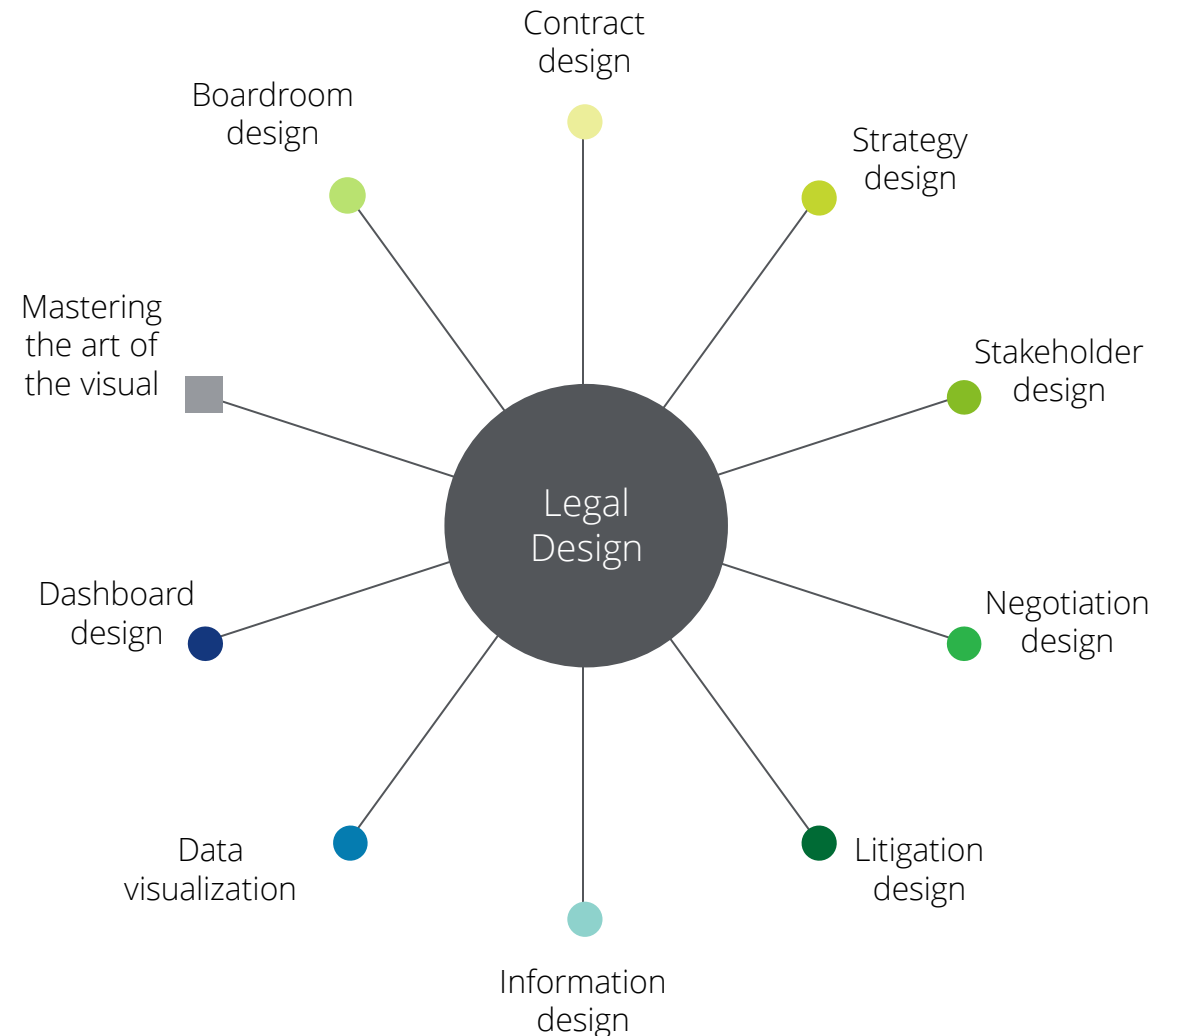 Contract
design
Boardroom
design
Strategy
design
Mastering
the art of
the visual
Stakeholder
design
Legal
Design
Dashboard
design
Negotiation
design
Data
visualization
Litigation
design
Information
design